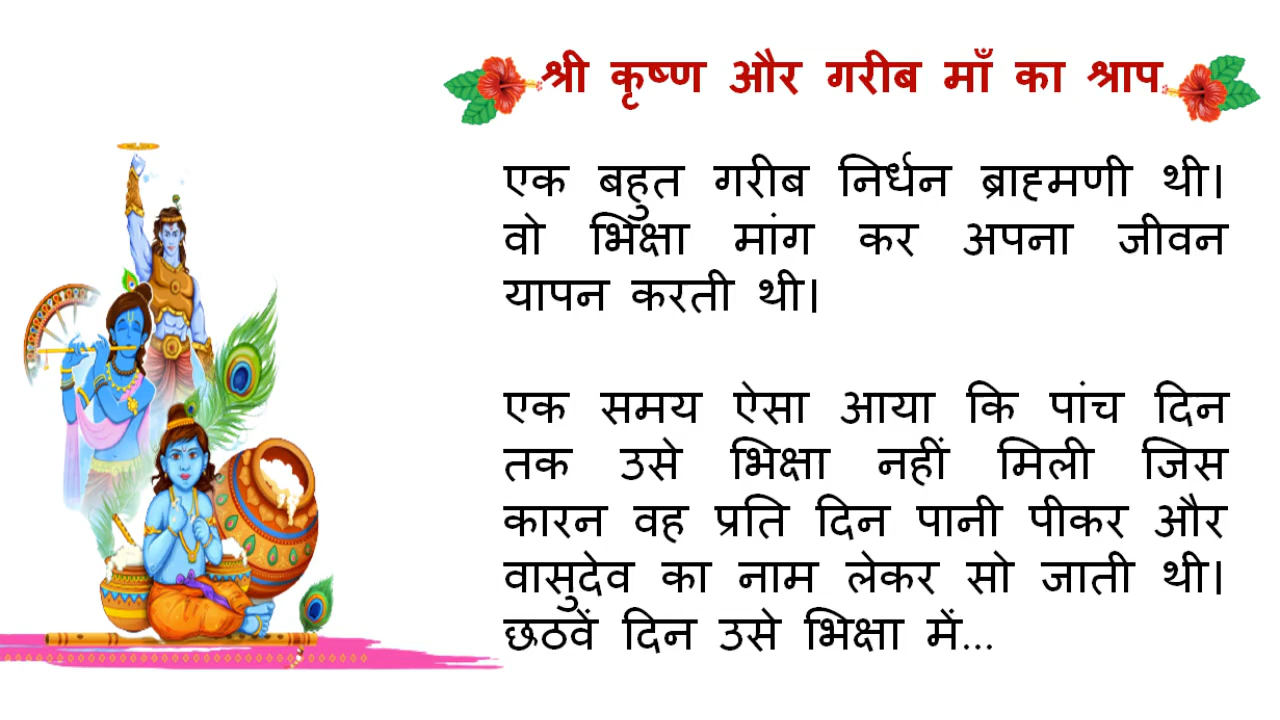 श्री कृष्ण और गरीब माँ का श्राप
एक बहुत गरीब निर्धन ब्राह्मणी थी।
वो भिक्षा मांग कर अपना जीवन
यापन करती थी।
एक समय ऐसा आया कि पांच दिन
तक उसे भिक्षा नहीं मिली जिस
कारन वह प्रति दिन पानी पीकर और
वासुदेव का नाम लेकर सो जाती थी।
छठवें दिन उसे भिक्षा में...